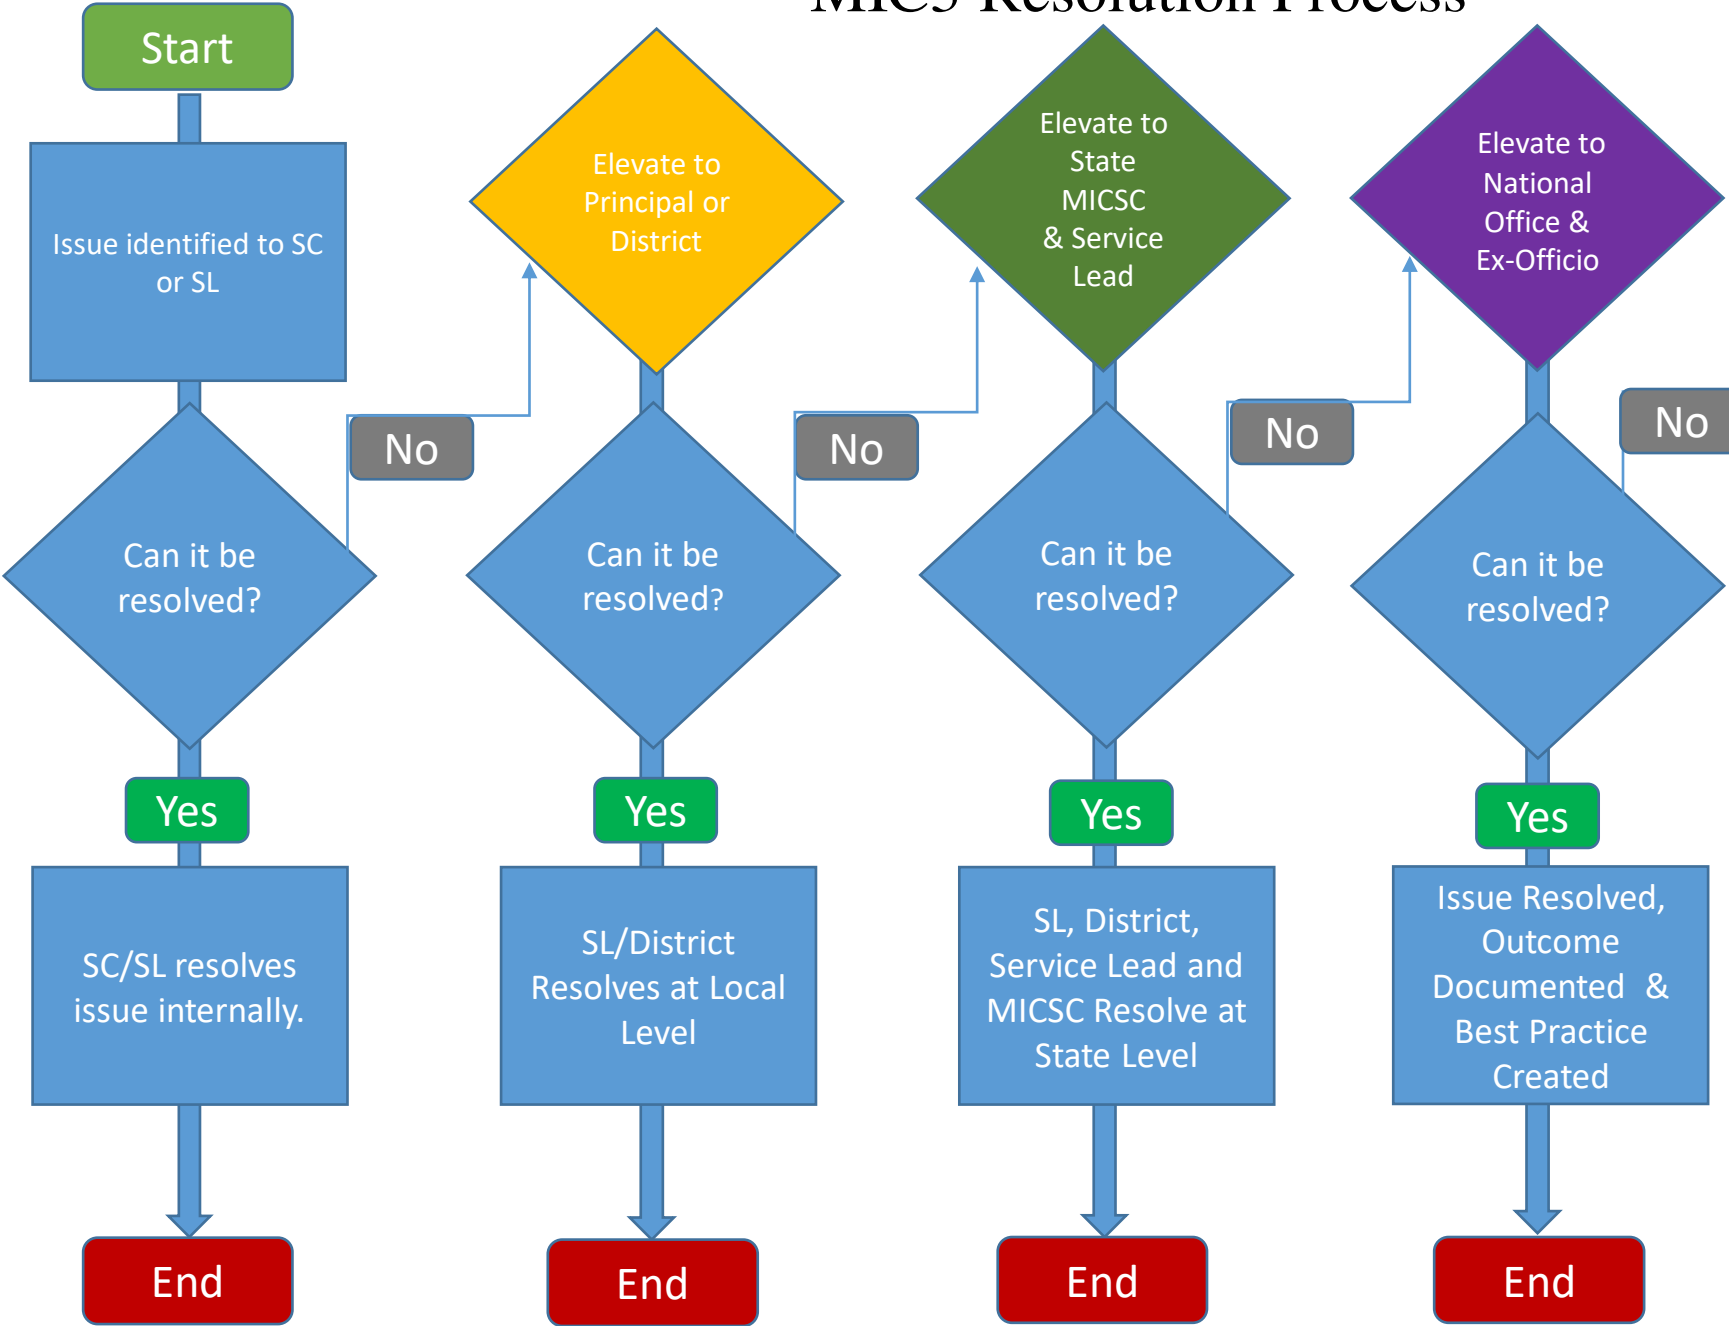 MIC3 Resolution Process
Start
Issue identified to SC
or SL
Can it be
resolved?
No
Yes
SC/SL resolves
issue internally.
End
Elevate to
Principal or
District
Can it be
resolved?
No
Yes
SL/District
Resolves at Local
Level
End
Elevate to
State
MICSC
& Service
Lead
Can it be
resolved?
No
Yes
SL, District,
Service Lead and
MICSC Resolve at
State Level
End
Elevate to
National
Office &
Ex-Officio
Can it be
resolved?
No
Yes
Issue Resolved,
Outcome
Documented &
Best Practice
Created
End